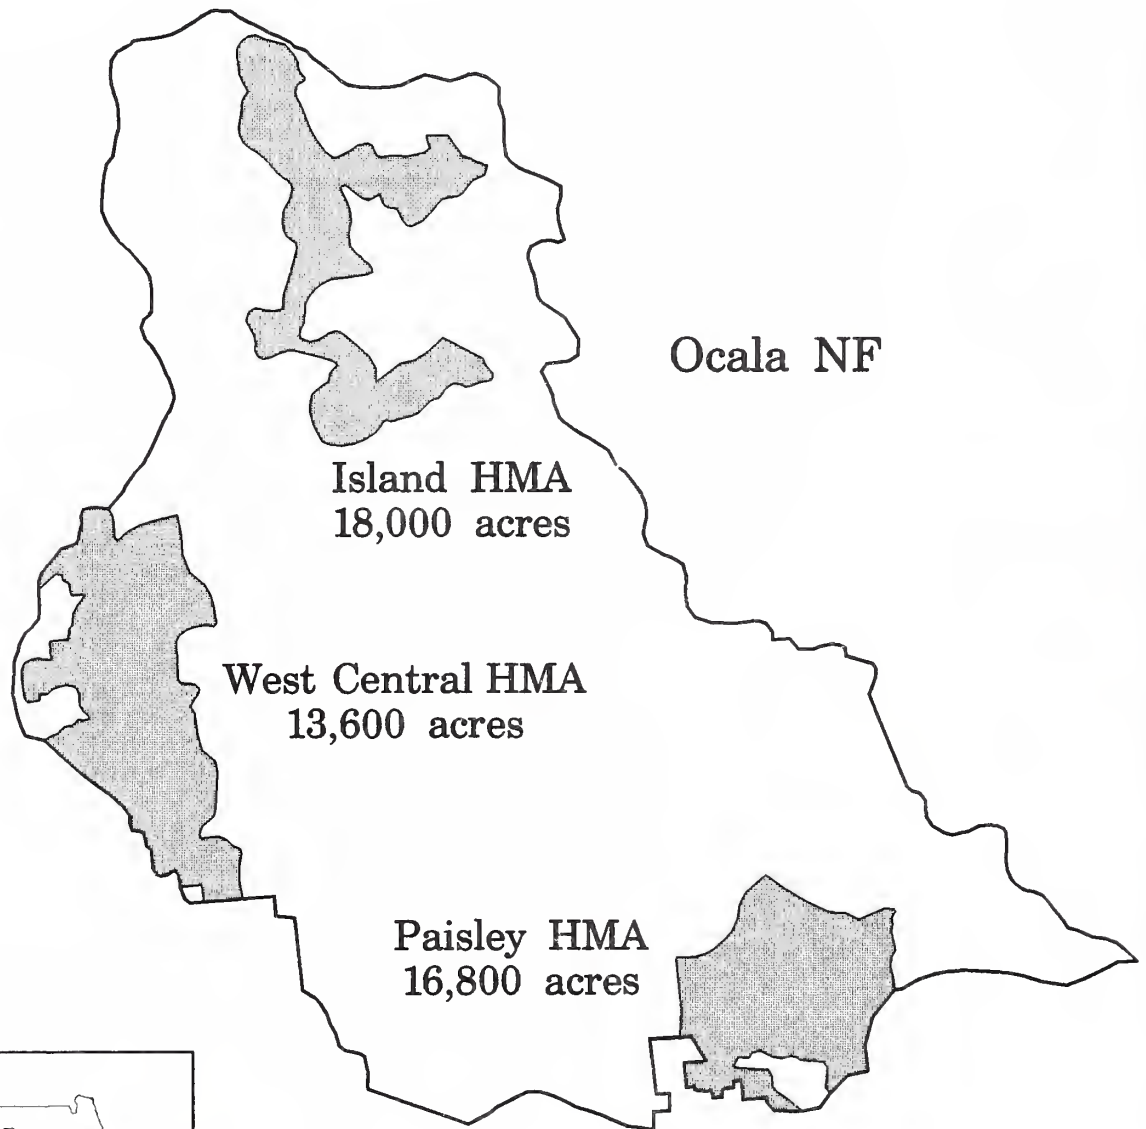 Ocala NF
Island HMA
18,000 acres
West Central HMA
13,600 acres
Paisley HMA
16,800 acres